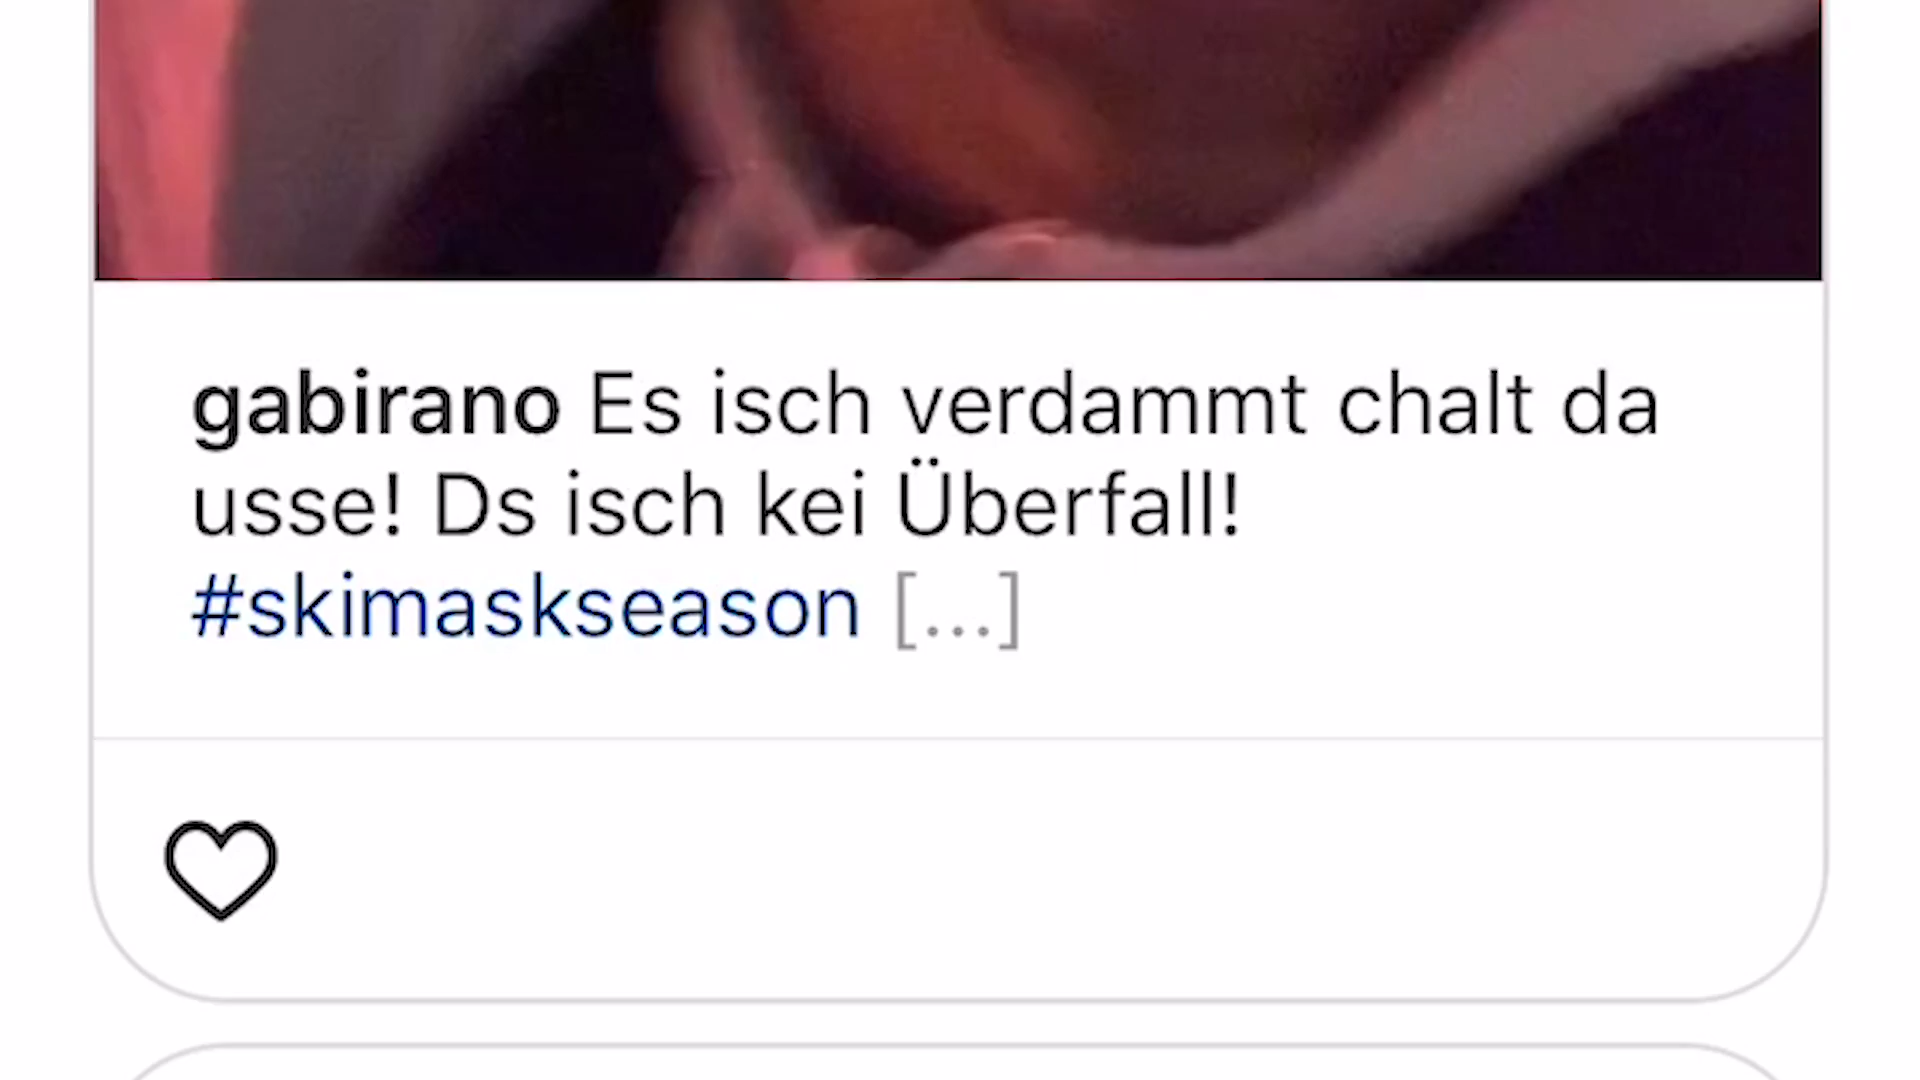 gabirano Es isch verdammt chalt da
usse! Ds isch kei Überfall!
#skimaskseason [...]